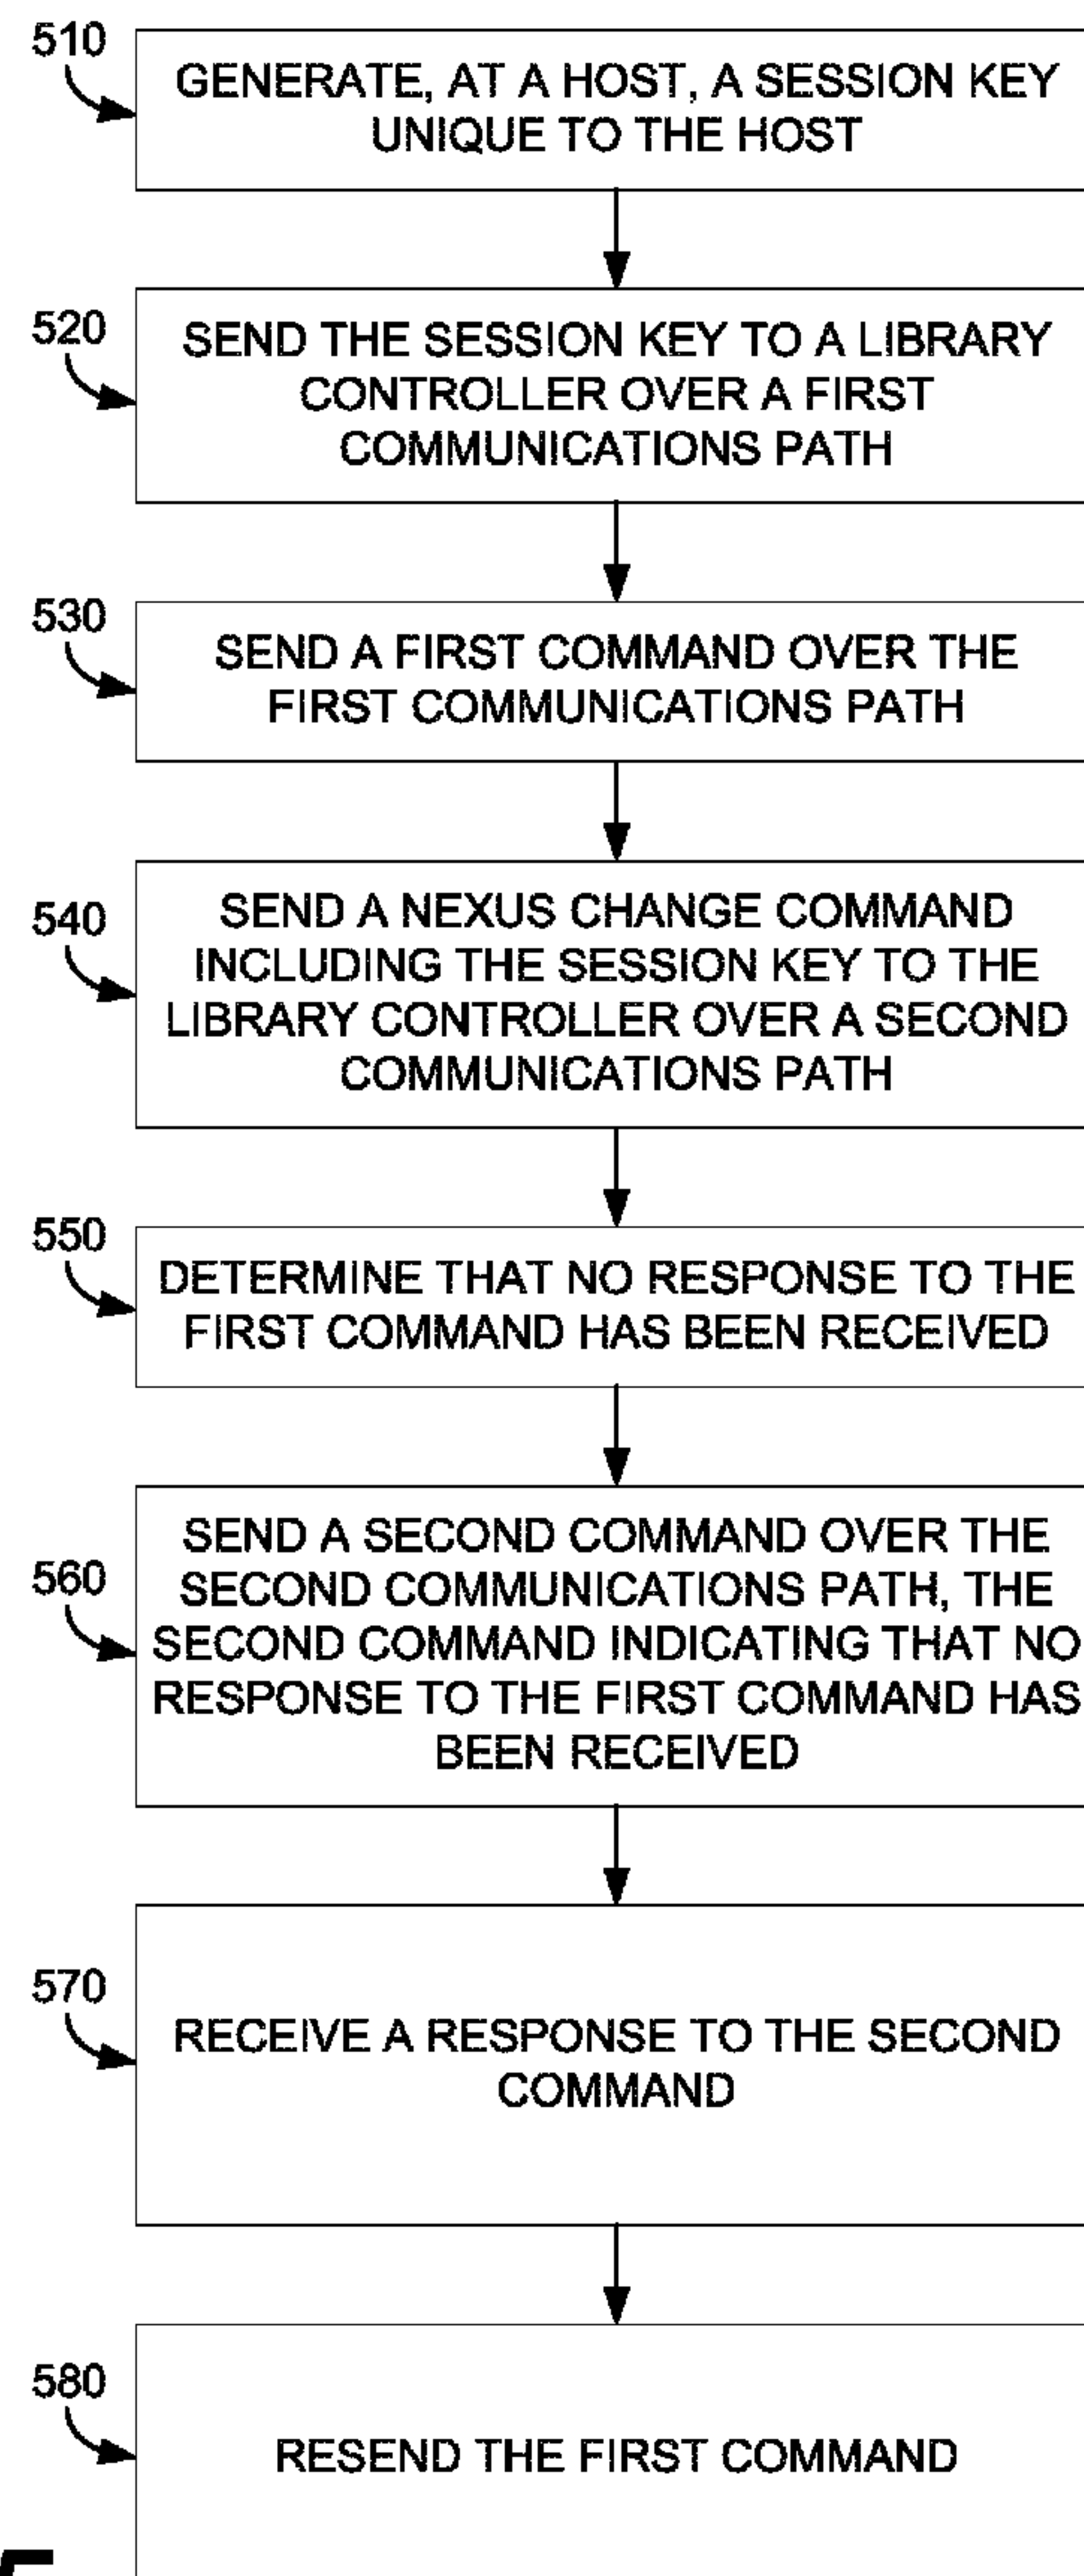 510
GENERATE, AT A HOST, A SESSION KEY
UNIQUE TO THE HOST
520
SEND THE SESSION KEY TO A LIBRARY
CONTROLLER OVER A FIRST
COMMUNICATIONS PATH
530
SEND A FIRST COMMAND OVER THE
FIRST COMMUNICATIONS PATH
540
SEND A NEXUS CHANGE COMMAND
INCLUDING THE SESSION KEY TO THE
LIBRARY CONTROLLER OVER A SECOND
COMMUNICATIONS PATH
550
DETERMINE THAT NO RESPONSE TO THE
FIRST COMMAND HAS BEEN RECEIVED
560
SEND A SECOND COMMAND OVER THE
SECOND COMMUNICATIONS PATH, THE
SECOND COMMAND INDICATING THAT NO
RESPONSE TO THE FIRST COMMAND HAS
BEEN RECEIVED
570
RECEIVE A RESPONSE TO THE SECOND
COMMAND
580
RESEND THE FIRST COMMAND